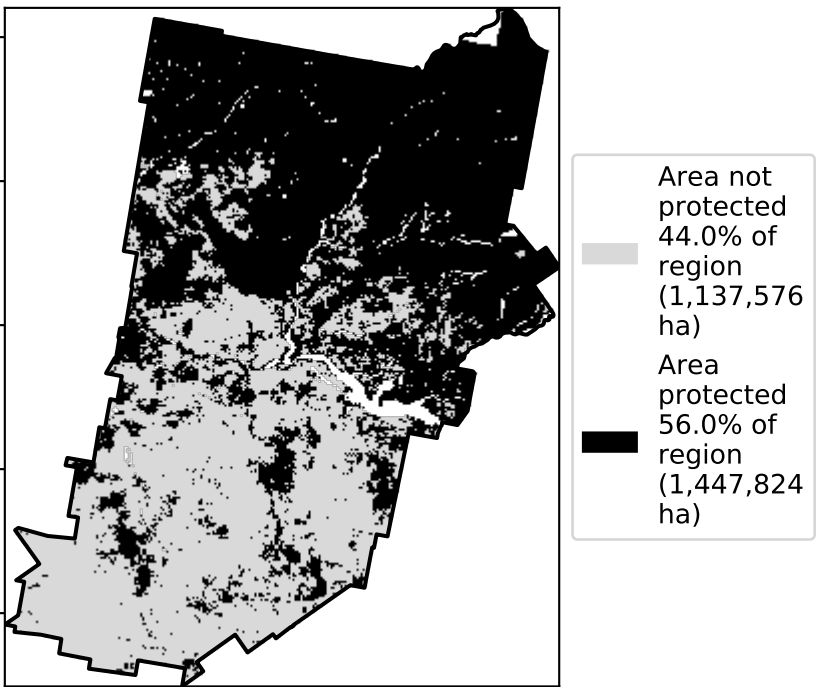 Area not
protected
44.0% of
region
(1,137,576
ha)
Area
protected
56.0% of
region
(1,447,824
ha)